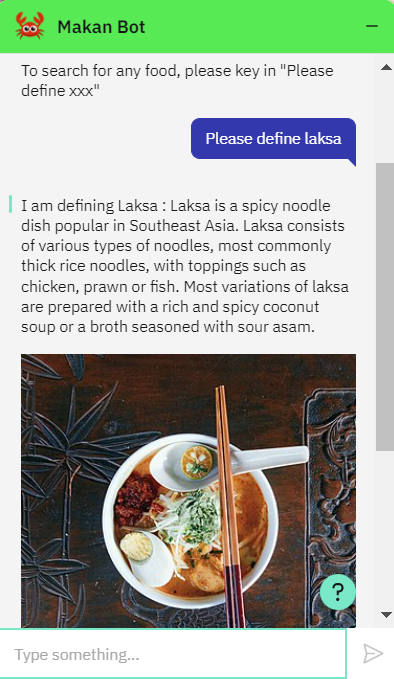 Makan Bot
To search for any food, please key in "Please
define xxx"
Please define laksa
I am defining Laksa : Laksa is a spicy noodle
dish popular in Southeast Asia. Laksa consists
of various types of noodles, most commonly
thick rice noodles, with toppings such as
chicken, prawn or fish. Most variations of laksa
are prepared with a rich and spicy coconut
soup or a broth seasoned with sour asam.
?
Type something...